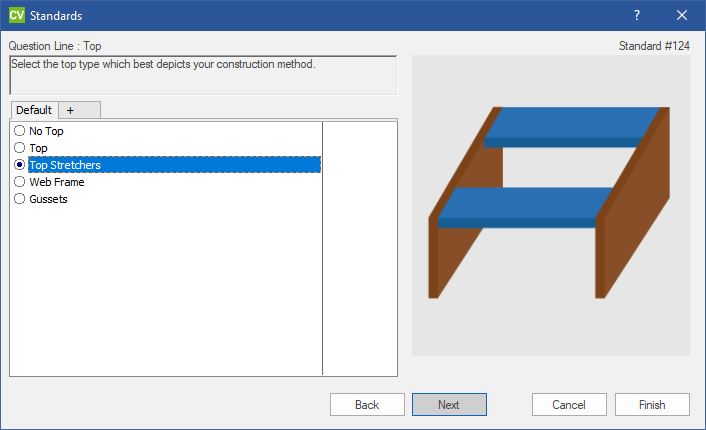 CV Standards ?
Question Line : Top Standard #124
Select the top type which best depicts your construction method.
Default +
No Top
Top
Top Stretchers
Web Frame
Gussets
Back Next Cancel Finish